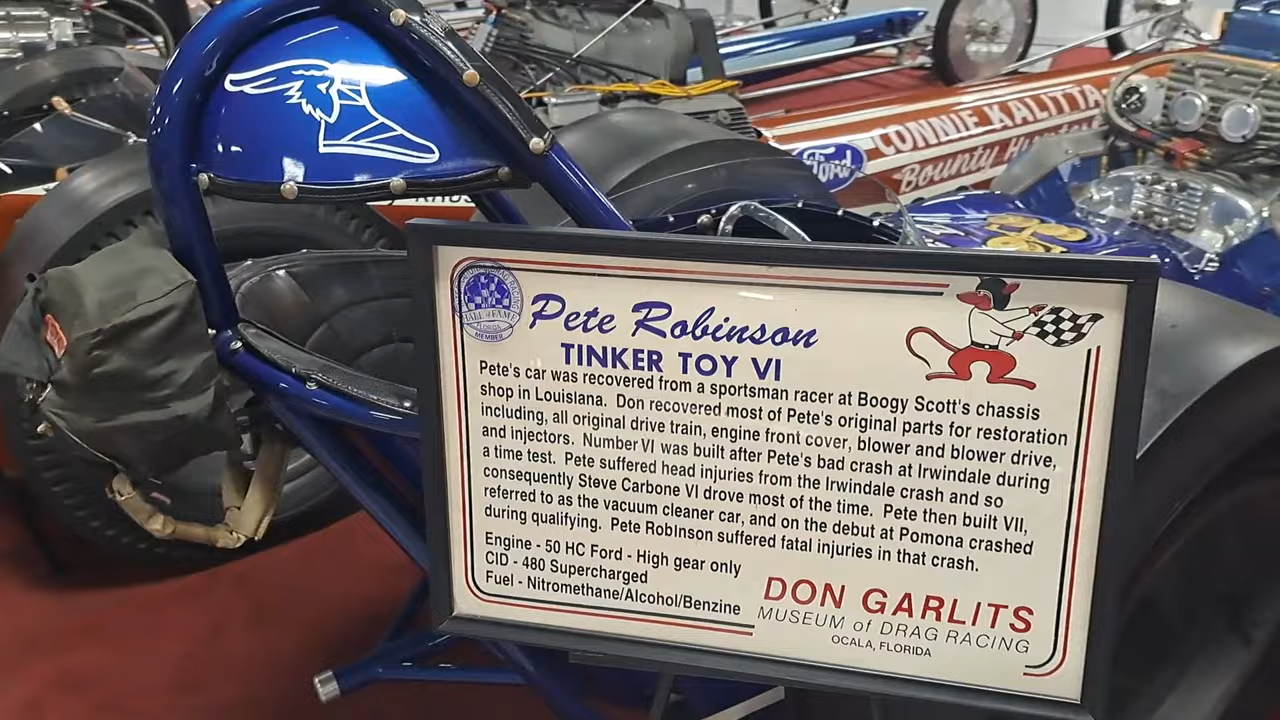 CONNIE KALITTA
Bounty Hunter
Ford
HALL of FAME
FLORIDA
MEMBER
Pete Robinson
TINKER TOY VI
Pete's car was recovered from a sportsman racer at Boogy Scott's chassis
shop in Louisiana. Don recovered most of Pete's original parts for restoration
including, all original drive train, engine front cover, blower and blower drive,
and injectors. Number VI was built after Pete's bad crash at Irwindale during
a time test. Pete suffered head injuries from the Irwindale crash and so
consequently Steve Carbone VI drove most of the time. Pete then built VII,
referred to as the vacuum cleaner car, and on the debut at Pomona crashed
during qualifying. Pete RobInson suffered fatal injuries in that crash.
Engine - 50 HC Ford - High gear only
CID - 480 Supercharged
Fuel - Nitromethane/Alcohol/Benzine
DON GARLITS
MUSEUM of DRAG RACING
OCALA, FLORIDA